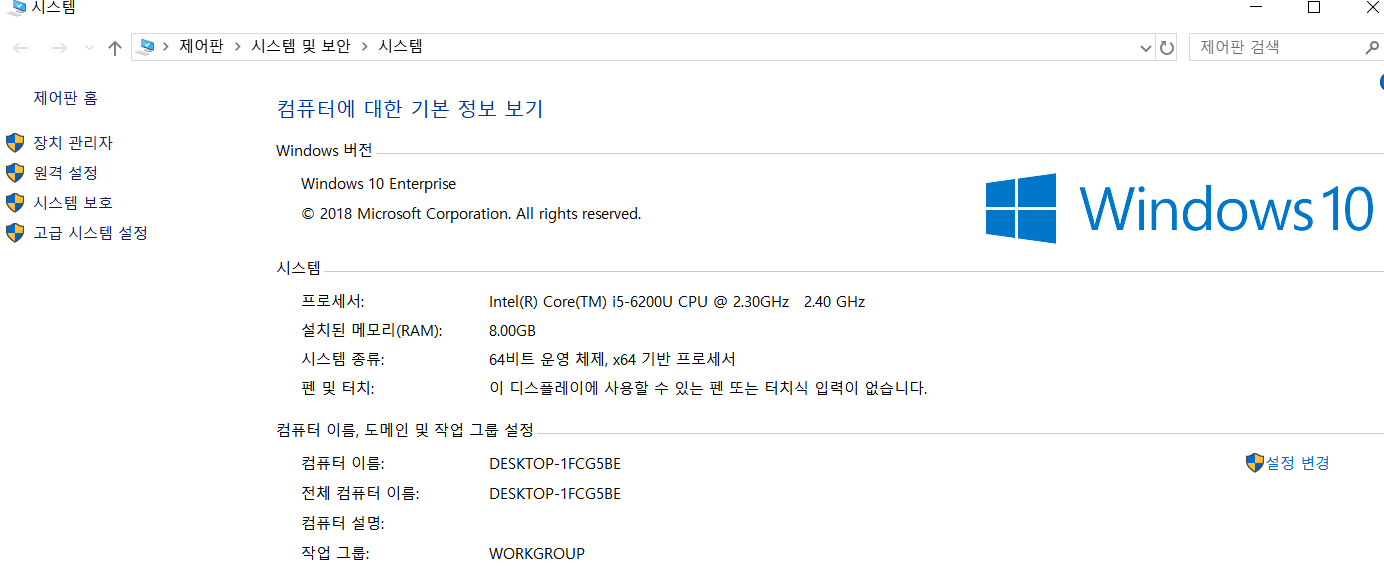 시스템
제어판 > 시스템 및 보안 > 시스템
제어판 검색
제어판 홈
장치 관리자
원격 설정
시스템 보호
고급 시스템 설정
컴퓨터에 대한 기본 정보 보기
Windows 버전
Windows 10 Enterprise
© 2018 Microsoft Corporation. All rights reserved.
Windows 10
시스템
프로세서: Intel(R) Core(TM) i5-6200U CPU @ 2.30GHz 2.40 GHz
설치된 메모리(RAM): 8.00GB
시스템 종류: 64비트 운영 체제, x64 기반 프로세서
펜 및 터치: 이 디스플레이에 사용할 수 있는 펜 또는 터치식 입력이 없습니다.
컴퓨터 이름, 도메인 및 작업 그룹 설정
컴퓨터 이름: DESKTOP-1FCG5BE 설정 변경
전체 컴퓨터 이름: DESKTOP-1FCG5BE
컴퓨터 설명:
작업 그룹: WORKGROUP